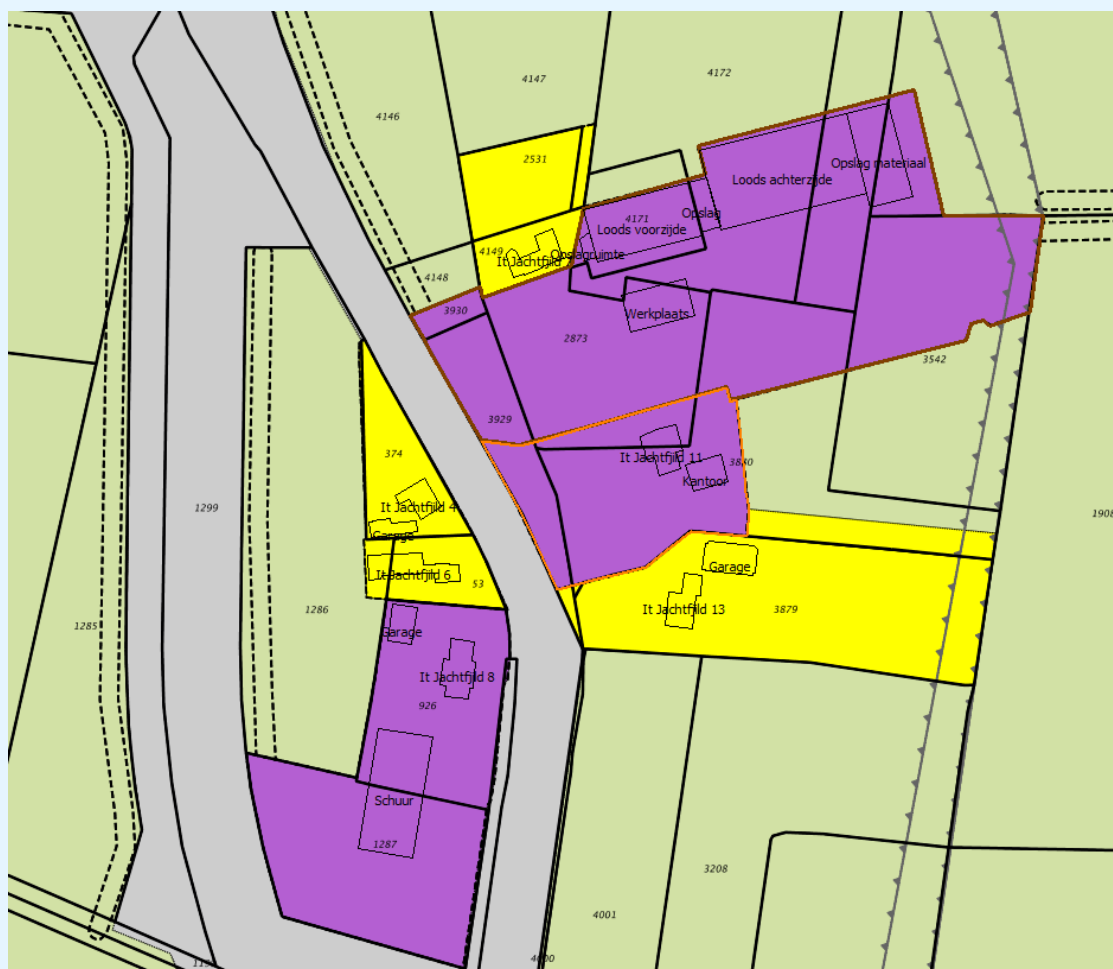 4147
4172
4146
2531
Opslag materiaal
Loods achterzijde
4171
Opslag
Loods voorzijde
4149
Opslagruimte
It Jachtfjild
4148
3930
Werkplaats
2873
3542
3929
374
It Jachtfjild 11
3880
Kantoor
1299
It Jachtfjild 4
Garage
1908
It Jachtfjild 6
53
Garage
It Jachtfjild 13
3879
1286
1285
Garage
It Jachtfjild 8
926
Schuur
1287
3208
4001
4000